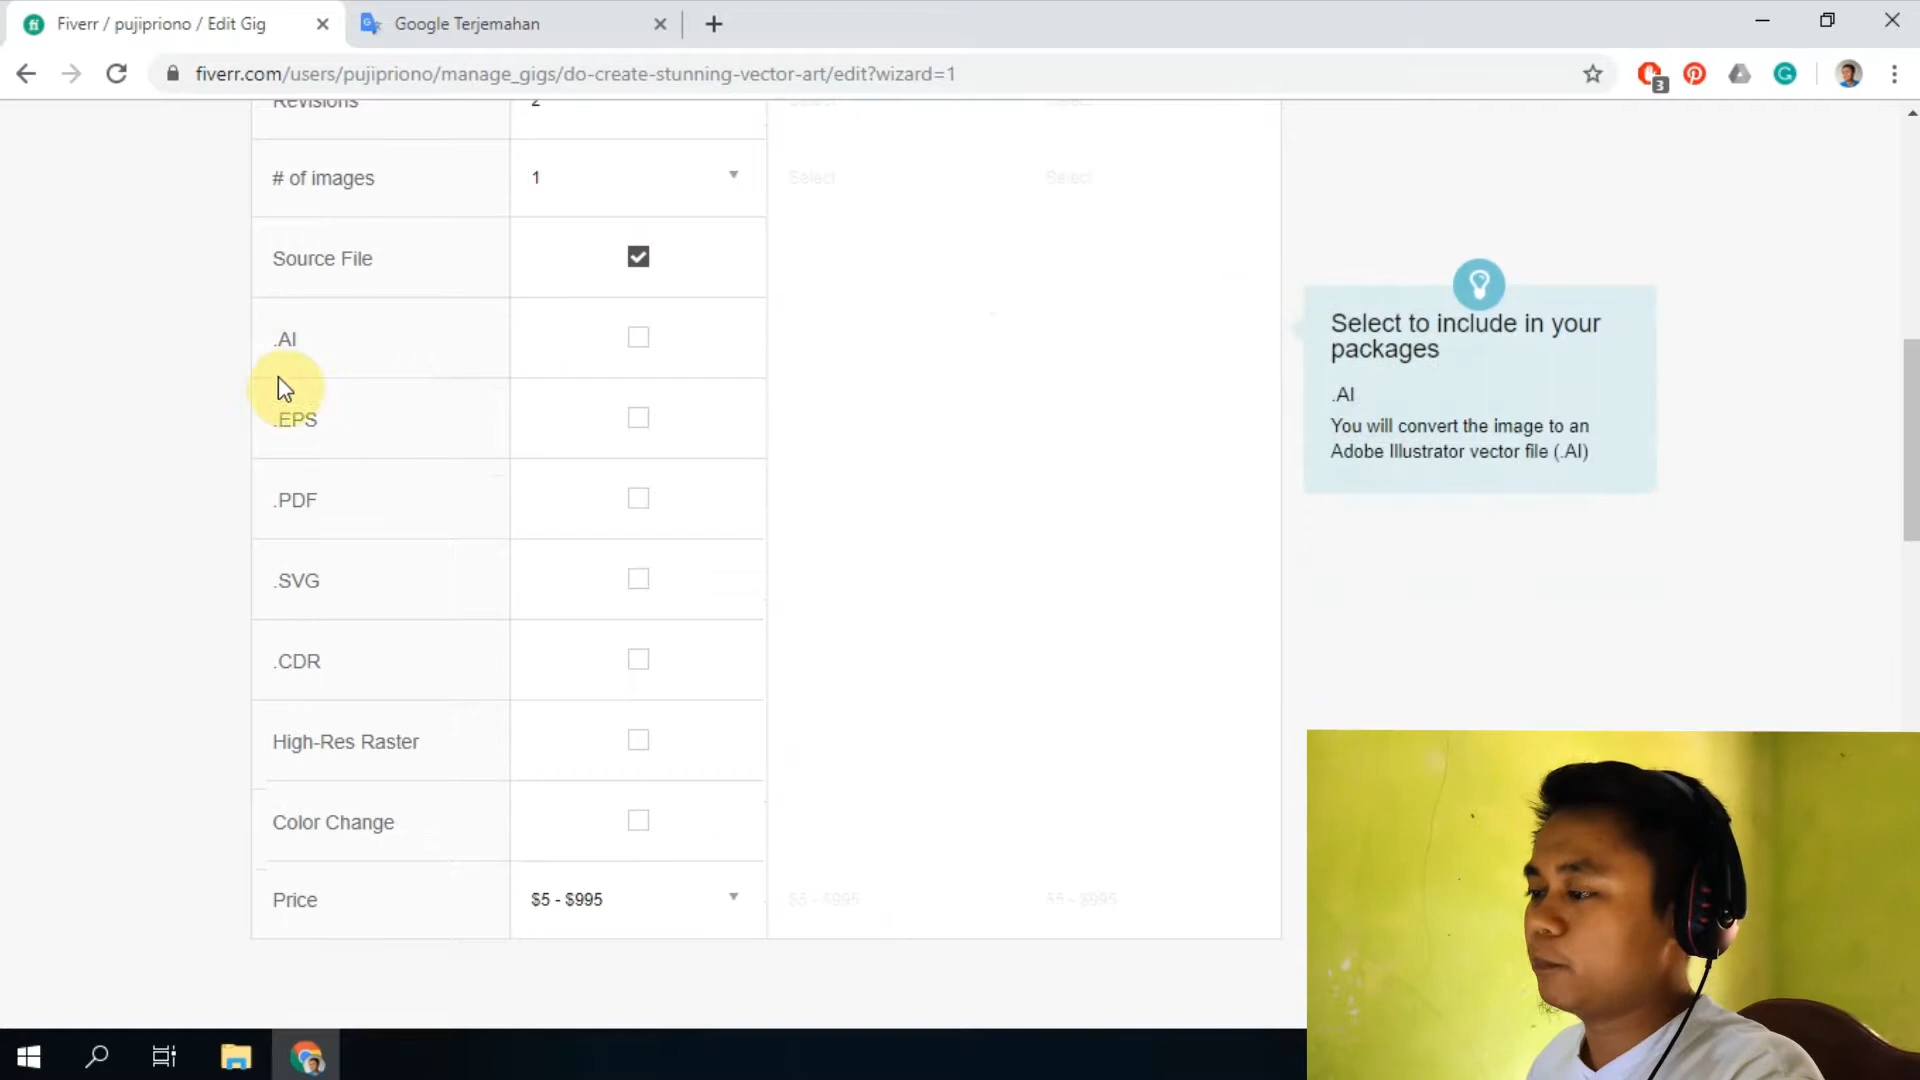 Fiverr / pujipriono / Edit Gig
Google Terjemahan
fiverr.com/users/pujipriono/manage_gigs/do-create-stunning-vector-art/edit?wizard=1
3
Revisions 2 Select Select
# of images 1 Select Select
Source File
.AI
.EPS
.PDF
.SVG
.CDR
High-Res Raster
Color Change
Price $5 - $995 $5 - $995 $5 - $995
Select to include in your
packages
.AI
You will convert the image to an
Adobe Illustrator vector file (.AI)